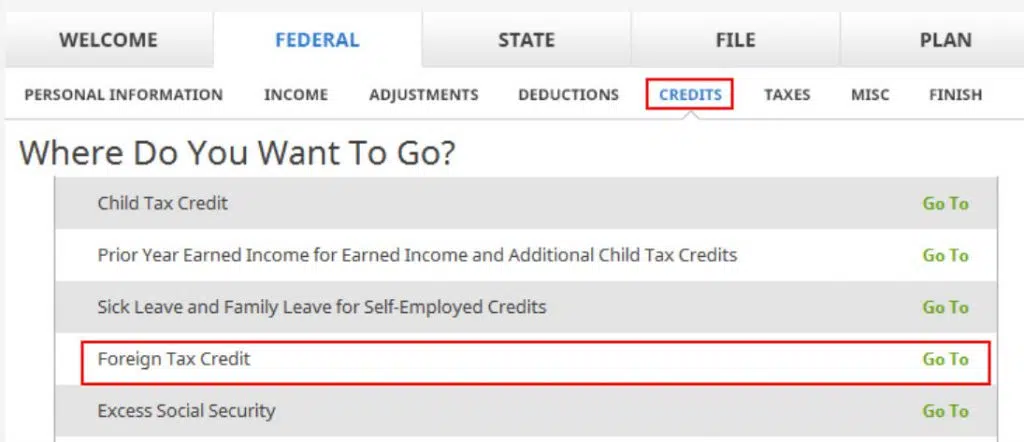 WELCOME FEDERAL STATE FILE PLAN
PERSONAL INFORMATION INCOME ADJUSTMENTS DEDUCTIONS CREDITS TAXES MISC FINISH
Where Do You Want To Go?
Child Tax Credit Go To
Prior Year Earned Income for Earned Income and Additional Child Tax Credits Go To
Sick Leave and Family Leave for Self-Employed Credits Go To
Foreign Tax Credit Go To
Excess Social Security Go To